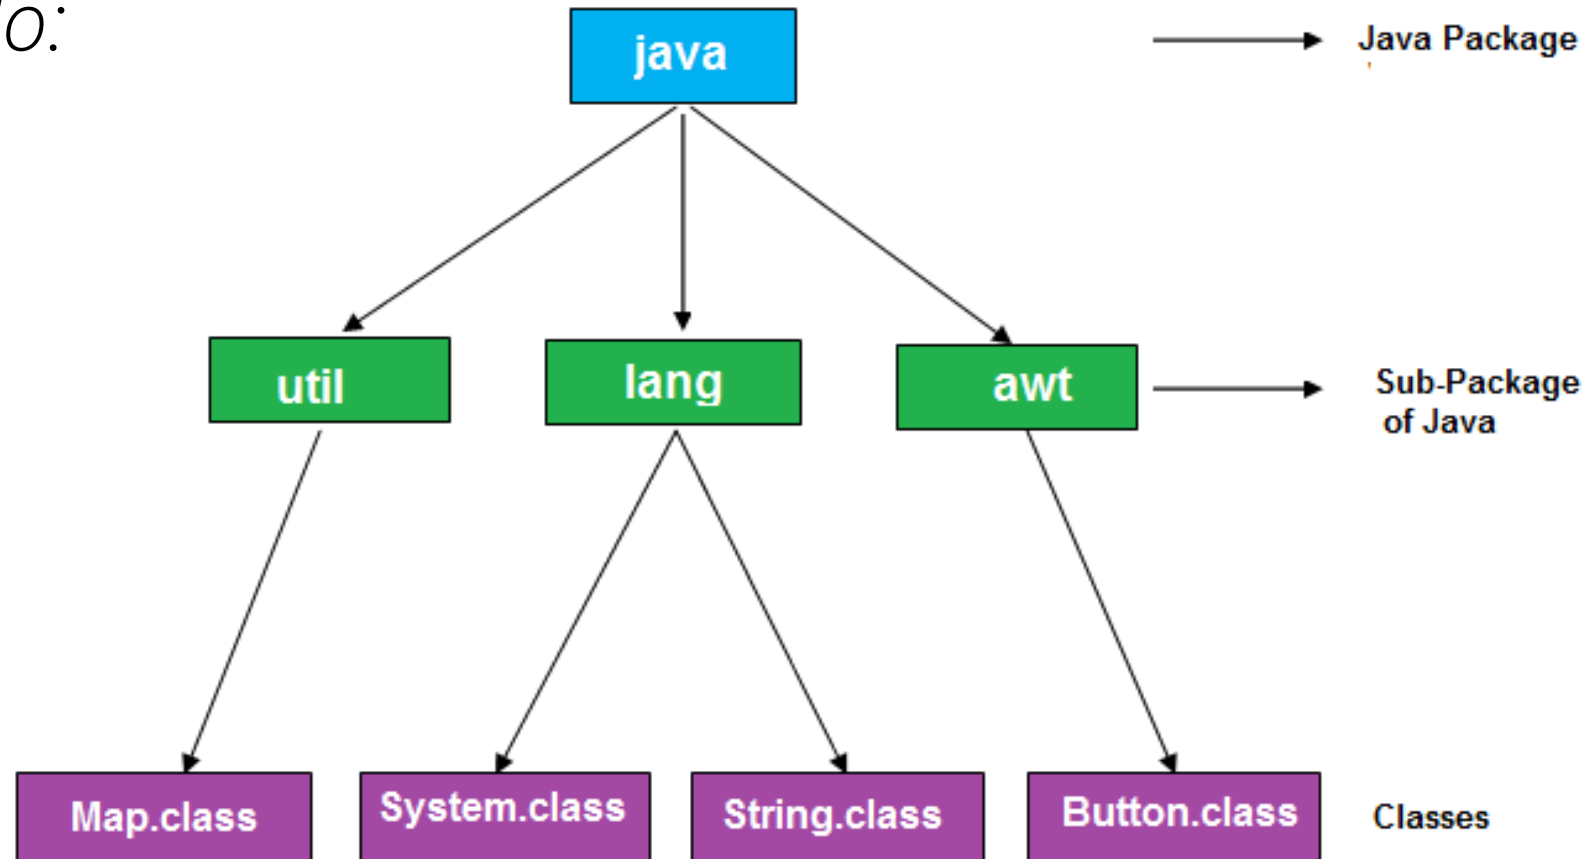 lo:
java
Java Package
util
lang
awt
Sub-Package
of Java
Map.class
System.class
String.class
Button.class
Classes